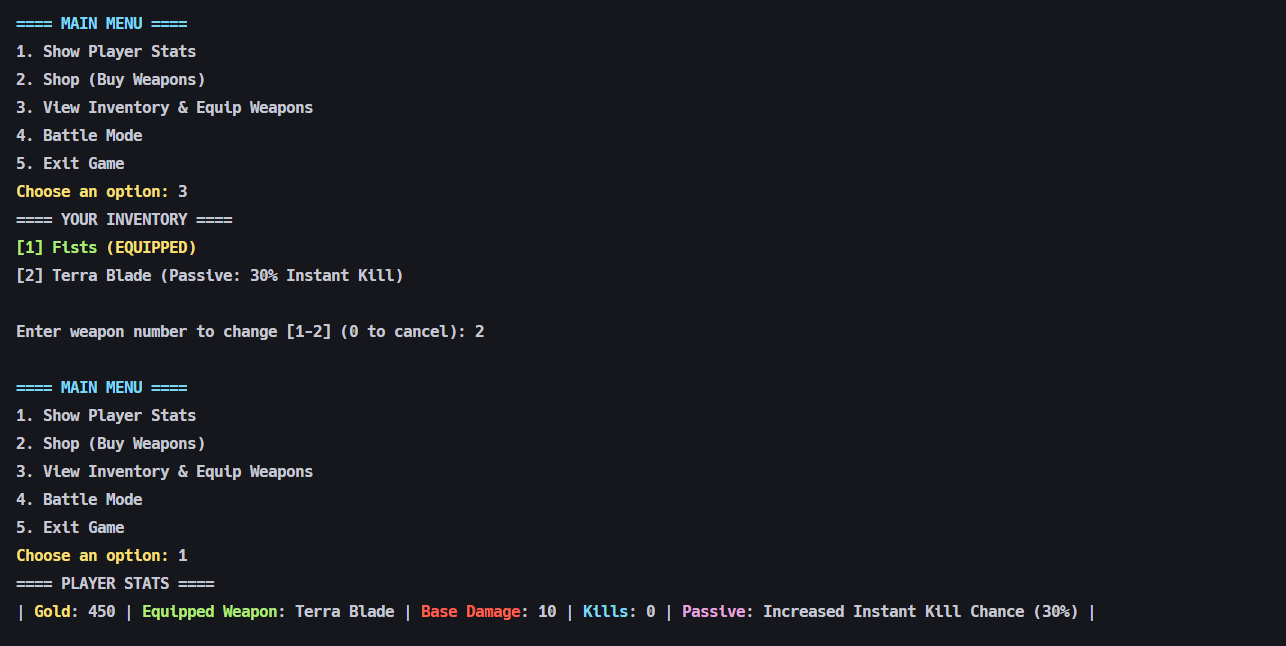 ==== MAIN MENU ====
1. Show Player Stats
2. Shop (Buy Weapons)
3. View Inventory & Equip Weapons
4. Battle Mode
5. Exit Game
Choose an option: 3
==== YOUR INVENTORY ====
[1] Fists (EQUIPPED)
[2] Terra Blade (Passive: 30% Instant Kill)
Enter weapon number to change [1-2] (0 to cancel): 2
==== MAIN MENU ====
1. Show Player Stats
2. Shop (Buy Weapons)
3. View Inventory & Equip Weapons
4. Battle Mode
5. Exit Game
Choose an option: 1
==== PLAYER STATS ====
| Gold: 450 | Equipped Weapon: Terra Blade | Base Damage: 10 | Kills: 0 | Passive: Increased Instant Kill Chance (30%) |